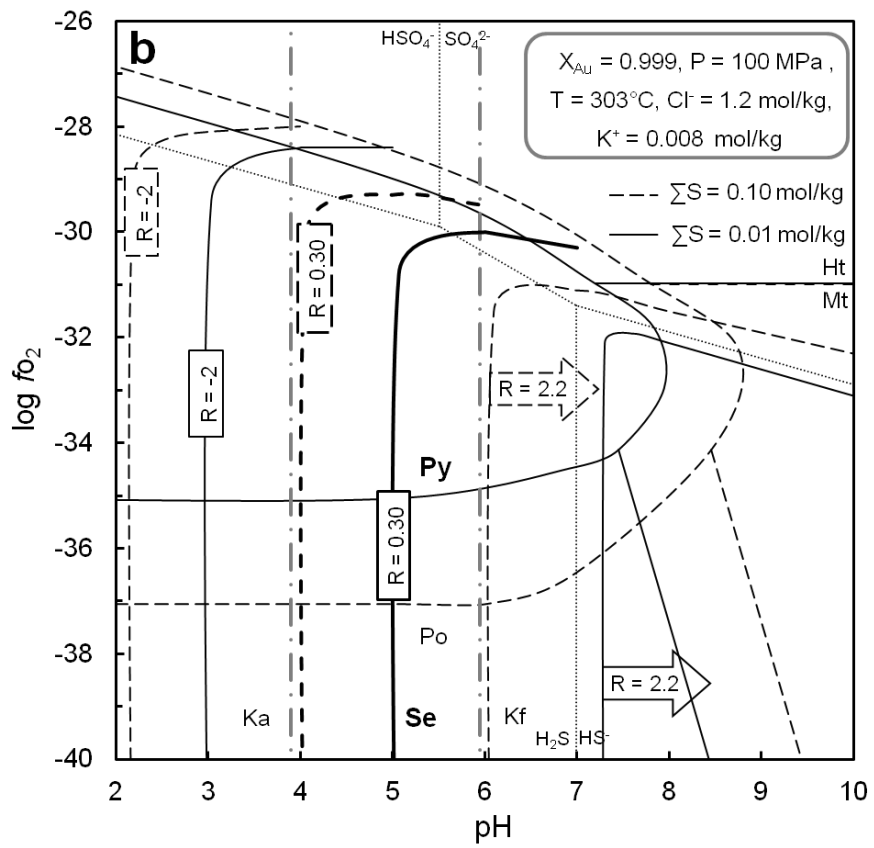 b
HSO₄⁻ SO₄²⁻
X_Au = 0.999, P = 100 MPa ,
T = 303°C, Cl⁻ = 1.2 mol/kg,
K⁺ = 0.008 mol/kg
∑S = 0.10 mol/kg
∑S = 0.01 mol/kg
-26
-28
-30
-32
-34
-36
-38
-40
log fo₂
R = -2
R = -2
R = 0.30
R = 0.30
R = 2.2
R = 2.2
Ht
Mt
Py
Po
Ka
Se
Kf
H₂S HS⁻
2 3 4 5 6 7 8 9 10
pH